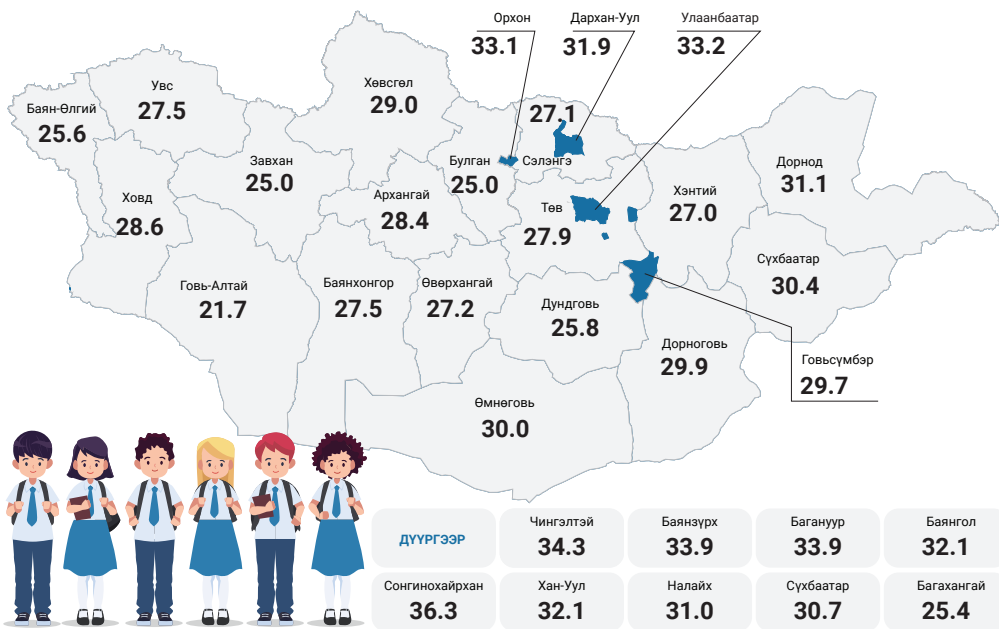 Орхон
33.1
Дархан-Уул
31.9
Улаанбаатар
33.2
Увс
27.5
Баян-Өлгий
25.6
Хөвсгөл
29.0
27.1
Сэлэнгэ
Завхан
25.0
Булган
25.0
Дорнод
31.1
Ховд
28.6
Архангай
28.4
Төв
27.9
Хэнтий
27.0
Сүхбаатар
30.4
Говь-Алтай
21.7
Баянхонгор
27.5
Өвөрхангай
27.2
Дундговь
25.8
Дорноговь
29.9
Говьсүмбэр
29.7
Өмнөговь
30.0
ДҮҮРГЭЭР
Чингэлтэй
34.3
Баянзүрх
33.9
Багануур
33.9
Баянгол
32.1
Сонгинохайрхан
36.3
Хан-Уул
32.1
Налайх
31.0
Сүхбаатар
30.7
Багахангай
25.4